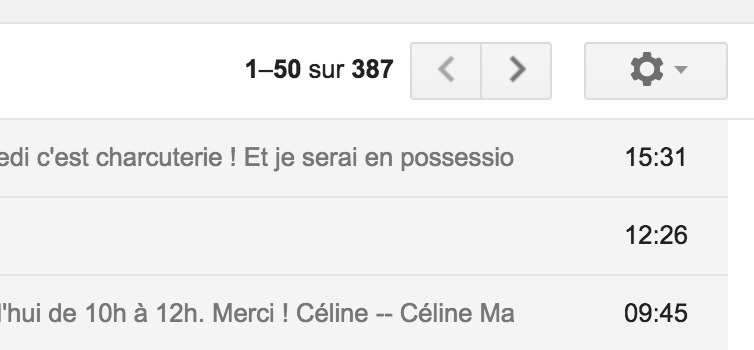 1–50 sur 387
edi c'est charcuterie ! Et je serai en possessio 15:31
12:26
l'hui de 10h à 12h. Merci ! Céline -- Céline Ma 09:45